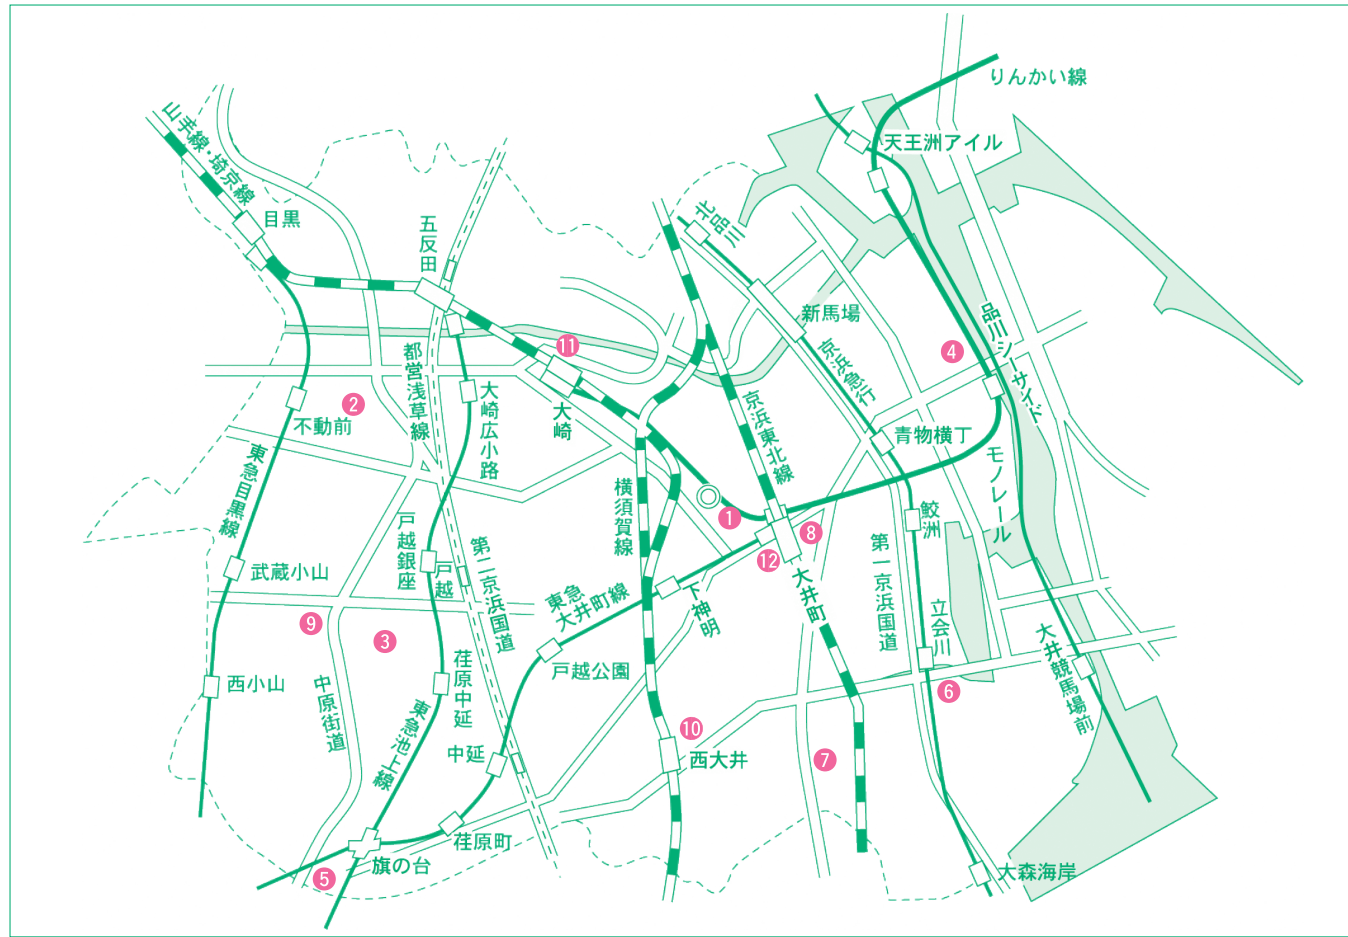 りんかい線
山手線・埼京線
天王洲アイル
目黒
北品川
五反田
新馬場
品川シーサイド
④
⑪
都営浅草線
京浜急行
大崎広小路
大崎
京浜東北線
②
不動前
青物横丁
東急目黒線
モノレール
横須賀線
①
鮫洲
戸越銀座
戸越
第二京浜国道
⑧
⑫
第一京浜国道
武蔵小山
東急
大井町線
下神明
大井町
立会川
⑨
③
大井競馬場前
荏原中延
戸越公園
西小山
中原街道
⑥
東急池上線
⑩
中延
西大井
⑦
荏原町
旗の台
⑤
大森海岸